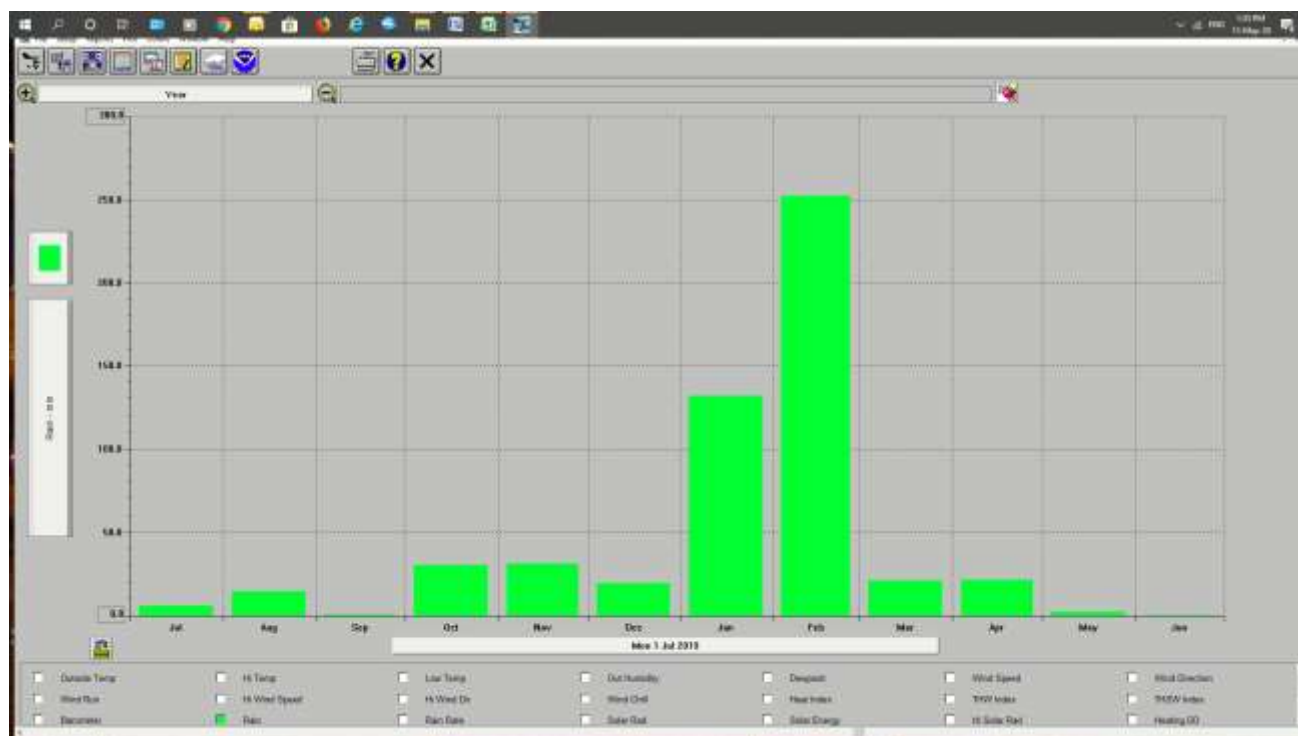 Year
300.0
250.0
200.0
150.0
100.0
50.0
0.0
Rain - mm
Jul Aug Sep Oct Nov Dec Jan Feb Mar Apr May Jun
Mon 1 Jul 2019
Outside Temp Hi Temp Low Temp Out Humidity Dewpoint Wind Speed Wind Direction
Wind Run Hi Wind Speed Hi Wind Dir Wind Chill Heat Index THW Index THSW Index
Barometer Rain Rain Rate Solar Rad Solar Energy Hi Solar Rad Heating DD